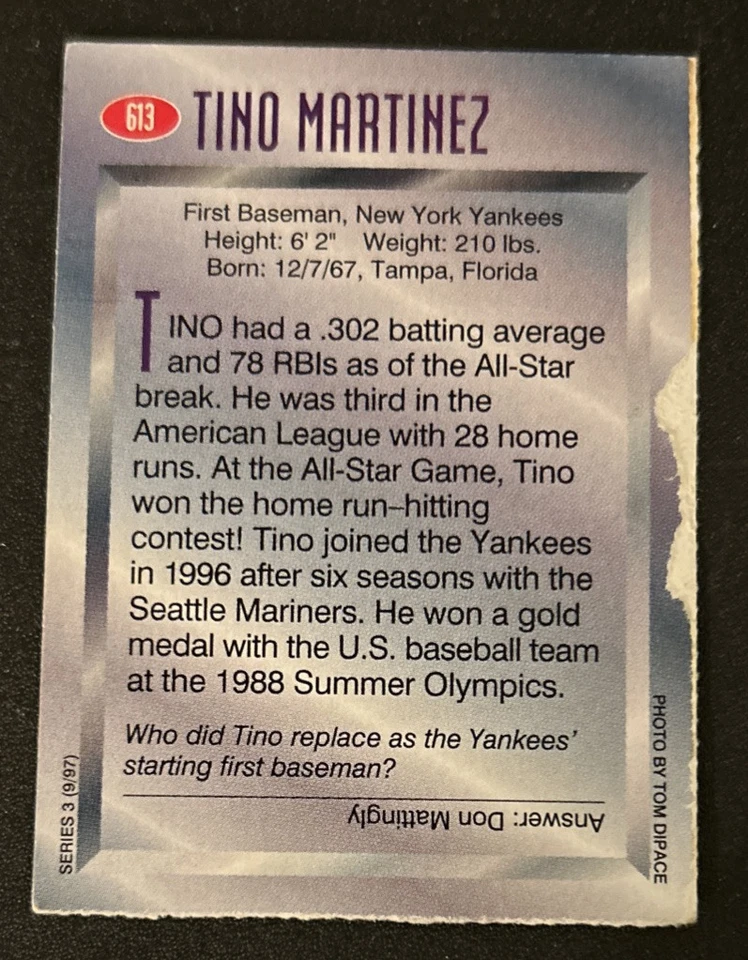 613 TINO MARTINEZ
First Baseman, New York Yankees
Height: 6' 2" Weight: 210 lbs.
Born: 12/7/67, Tampa, Florida
TINO had a .302 batting average
and 78 RBIs as of the All-Star
break. He was third in the
American League with 28 home
runs. At the All-Star Game, Tino
won the home run–hitting
contest! Tino joined the Yankees
in 1996 after six seasons with the
Seattle Mariners. He won a gold
medal with the U.S. baseball team
at the 1988 Summer Olympics.
Who did Tino replace as the Yankees'
starting first baseman?
Answer: Don Mattingly
SERIES 3 (9/97)
PHOTO BY TOM DIPACE